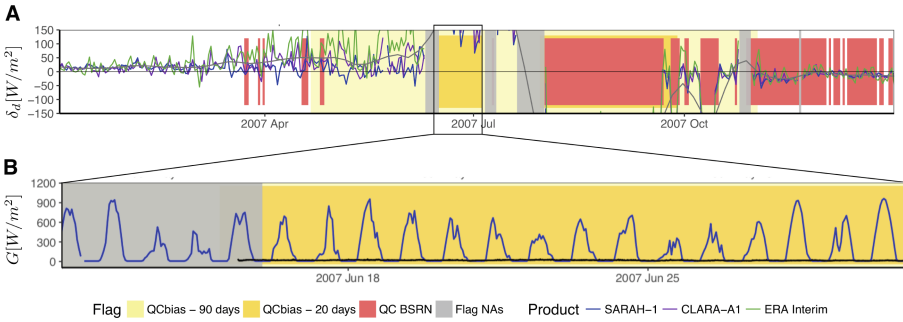 A
150
100
50
0
−50
−100
−150
δd[W/m²]
2007 Apr
2007 Jul
2007 Oct
B
1200
900
600
300
0
G[W/m²]
2007 Jun 18
2007 Jun 25
Flag QCbias − 90 days QCbias − 20 days QC BSRN Flag NAs Product SARAH−1 CLARA−A1 ERA Interim